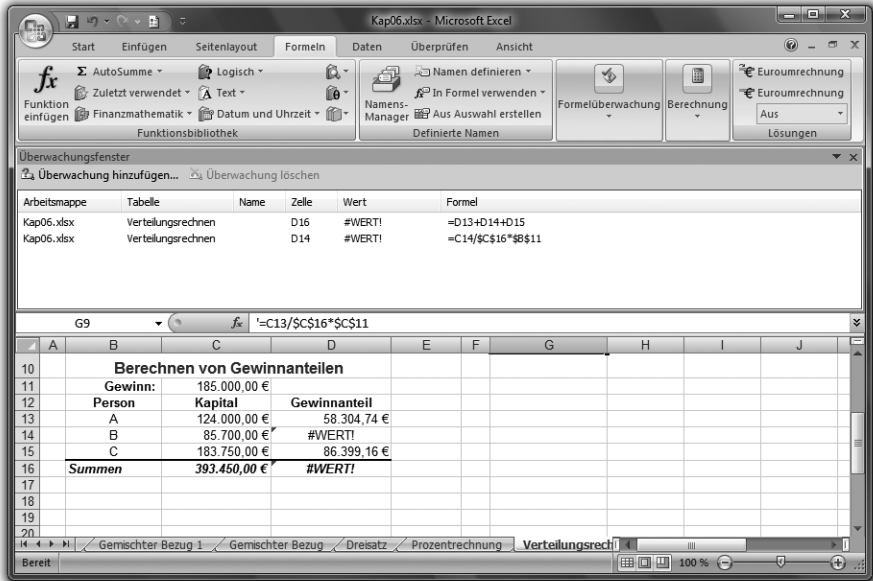 Kap06.xlsx - Microsoft Excel
Start Einfügen Seitenlayout Formeln Daten Überprüfen Ansicht
fx Funktion einfügen
Σ AutoSumme
Zuletzt verwendet
Finanzmathematik
Logisch
A Text
Datum und Uhrzeit
θ
Funktionsbibliothek
Namens-Manager
Namen definieren
In Formel verwenden
Aus Auswahl erstellen
Definierte Namen
Formelüberwachung
Berechnung
€ Euroumrechnung
€ Euroumrechnung
Aus
Lösungen
Überwachungsfenster
Überwachung hinzufügen... Überwachung löschen
Arbeitsmappe Tabelle Name Zelle Wert Formel
Kap06.xlsx Verteilungsrechnen D16 #WERT! =D13+D14+D15
Kap06.xlsx Verteilungsrechnen D14 #WERT! =C14/$C$16*$B$11
G9 fx '=C13/$C$16*$C$11
A B C D E F G H I J
10 Berechnen von Gewinnanteilen
11 Gewinn: 185.000,00 €
12 Person Kapital Gewinnanteil
13 A 124.000,00 € 58.304,74 €
14 B 85.700,00 € #WERT!
15 C 183.750,00 € 86.399,16 €
16 Summen 393.450,00 € #WERT!
17
18
19
20
Gemischter Bezug 1 Gemischter Bezug Dreisatz Prozentrechnung Verteilungsrech
Bereit 100 %